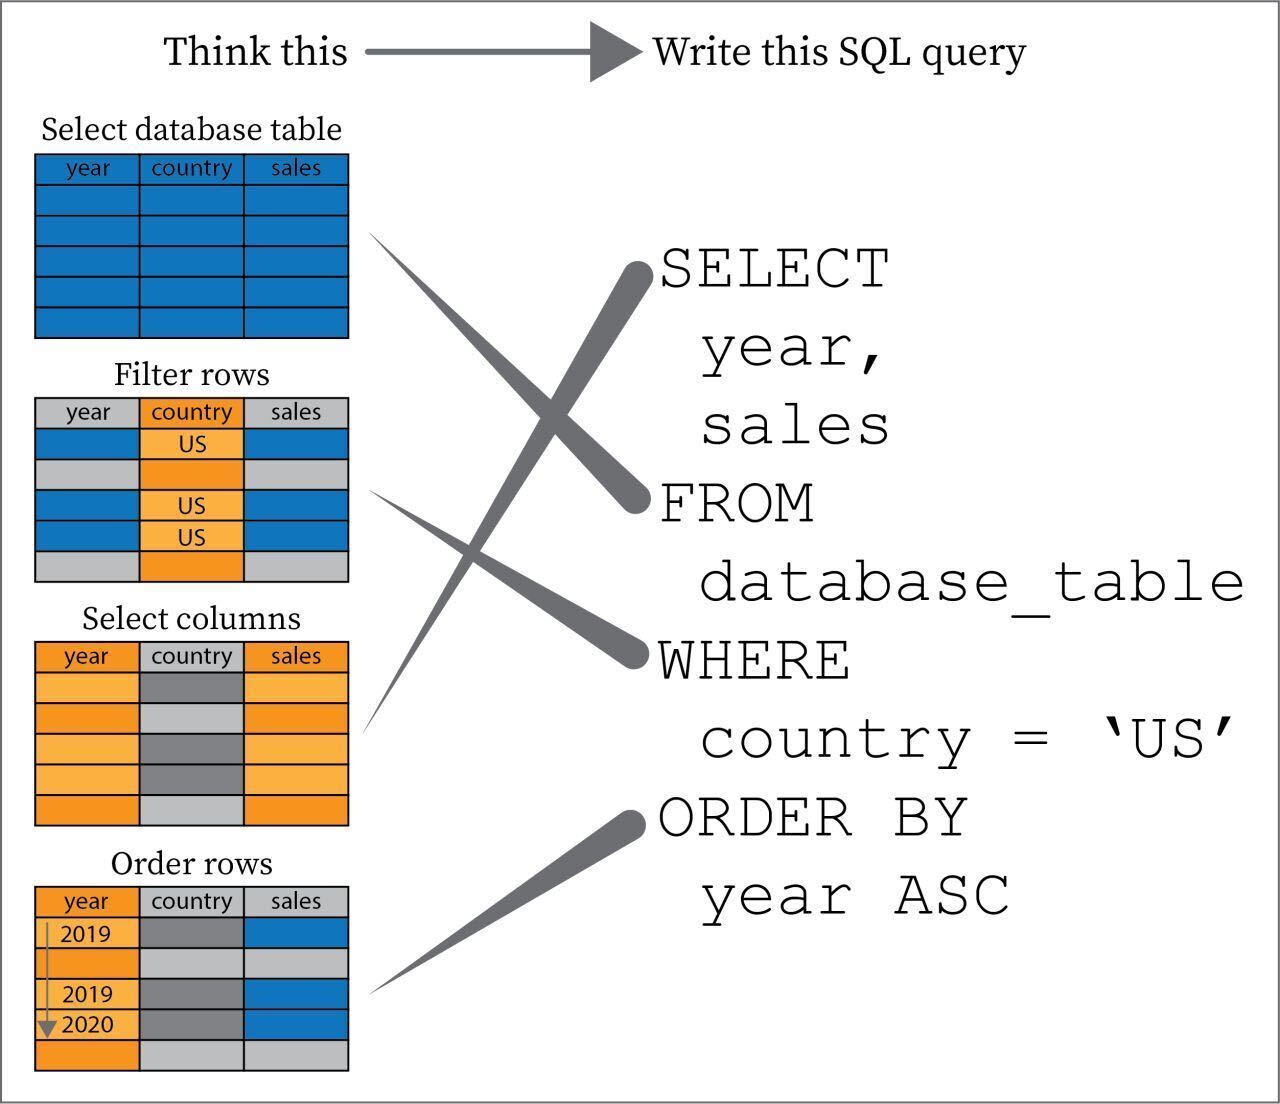 Think this
Write this SQL query
Select database table
year country sales
Filter rows
year country sales
US
US
US
Select columns
year country sales
Order rows
year country sales
2019
2019
2020
SELECT
year,
sales
FROM
database_table
WHERE
country = ‘US’
ORDER BY
year ASC